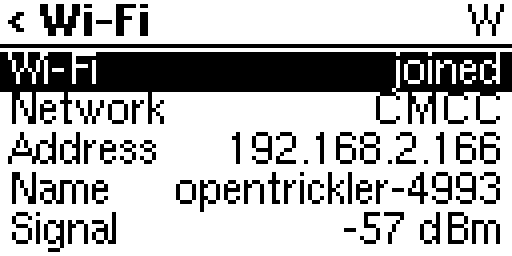 < Wi-Fi W
Wi-Fi joined
Network CMCC
Address 192.168.2.166
Name opentrickler-4993
Signal -57 dBm